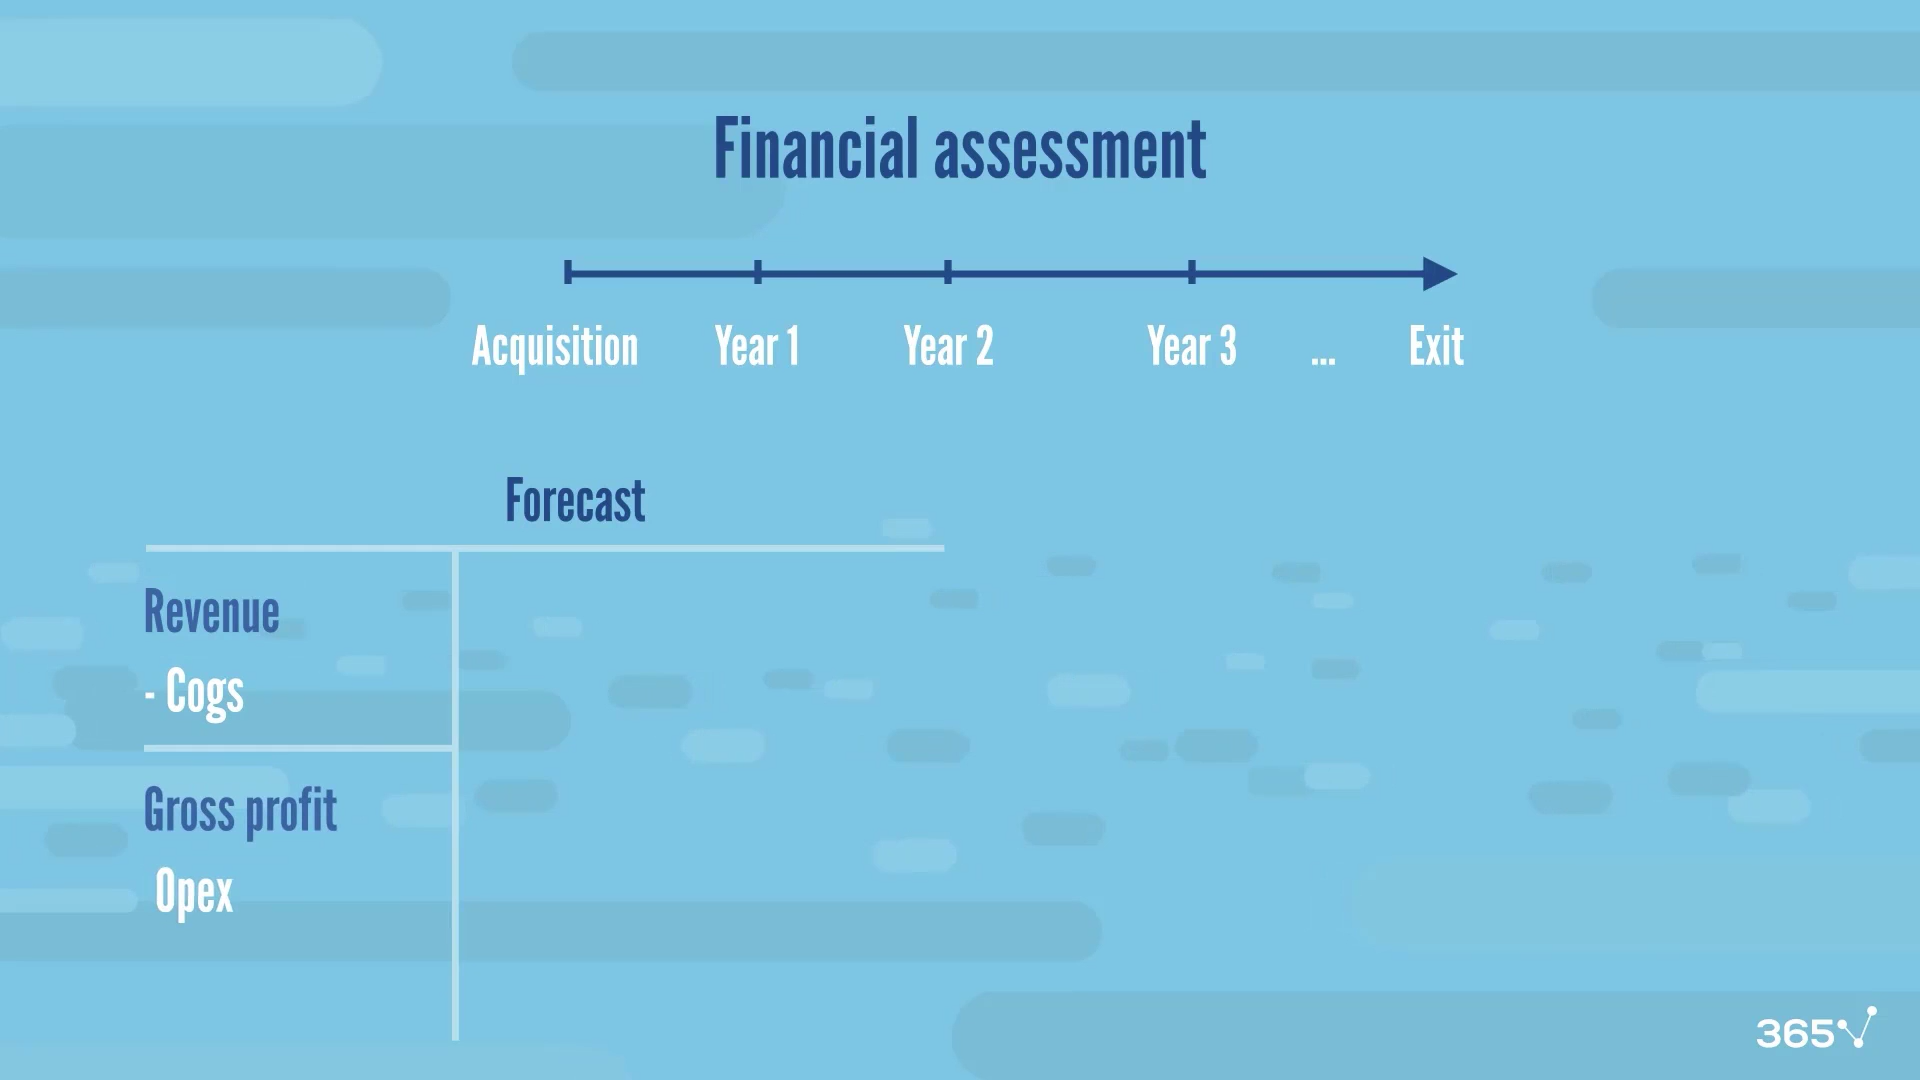 Financial assessment
Acquisition Year 1 Year 2 Year 3 ... Exit
Forecast
Revenue
- Cogs
Gross profit
Opex
365